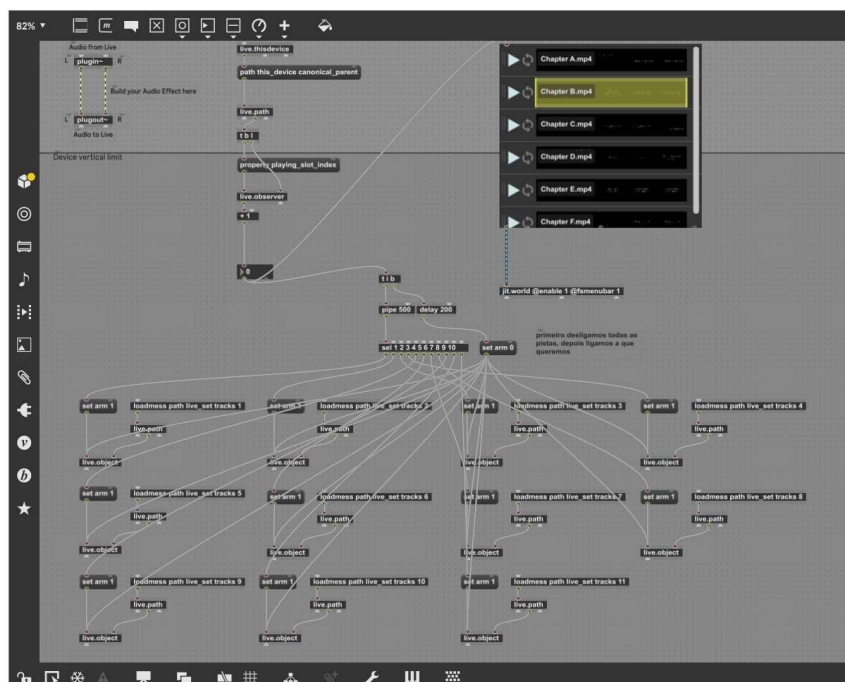 82% ▼
m
Audio from Live
L plugin~ R
Build your Audio Effect here
L plugout~ R
Audio to Live
Device vertical limit
live.thisdevice
path this_device canonical_parent
live.path
t b i
property playing_slot_index
live.observer
+ 1
0
Chapter A.mp4
Chapter B.mp4
Chapter C.mp4
Chapter D.mp4
Chapter E.mp4
Chapter F.mp4
jit.world @enable 1 @fsmenubar 1
t i b
pipe 500
delay 200
sel 1 2 3 4 5 6 7 8 9 10
set arm 0
primeiro desligamos todas as
pistas. depois ligamos a que
queremos
set arm 1
loadmess path live_set tracks 1
live.path
live.object
set arm 1
loadmess path live_set tracks 2
live.path
live.object
set arm 1
loadmess path live_set tracks 3
live.path
live.object
set arm 1
loadmess path live_set tracks 4
live.path
live.object
set arm 1
loadmess path live_set tracks 5
live.path
live.object
set arm 1
loadmess path live_set tracks 6
live.path
live.object
set arm 1
loadmess path live_set tracks 7
live.path
live.object
set arm 1
loadmess path live_set tracks 8
live.path
live.object
set arm 1
loadmess path live_set tracks 9
live.path
live.object
set arm 1
loadmess path live_set tracks 10
live.path
live.object
set arm 1
loadmess path live_set tracks 11
live.path
live.object